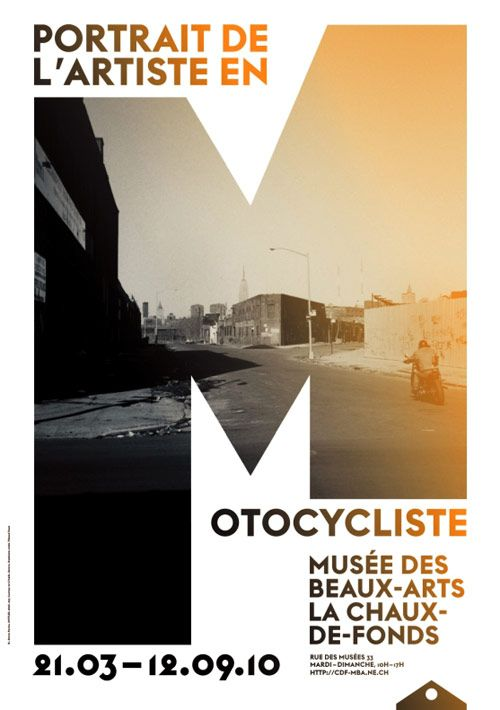 PORTRAIT DE
L'ARTISTE EN
M
OTOCYCLISTE
MUSÉE DES
BEAUX-ARTS
LA CHAUX-
DE-FONDS
RUE DES MUSÉES 33
MARDI – DIMANCHE, 10H – 17H
HTTP://CDF-MBA.NE.CH
21.03 – 12.09.10